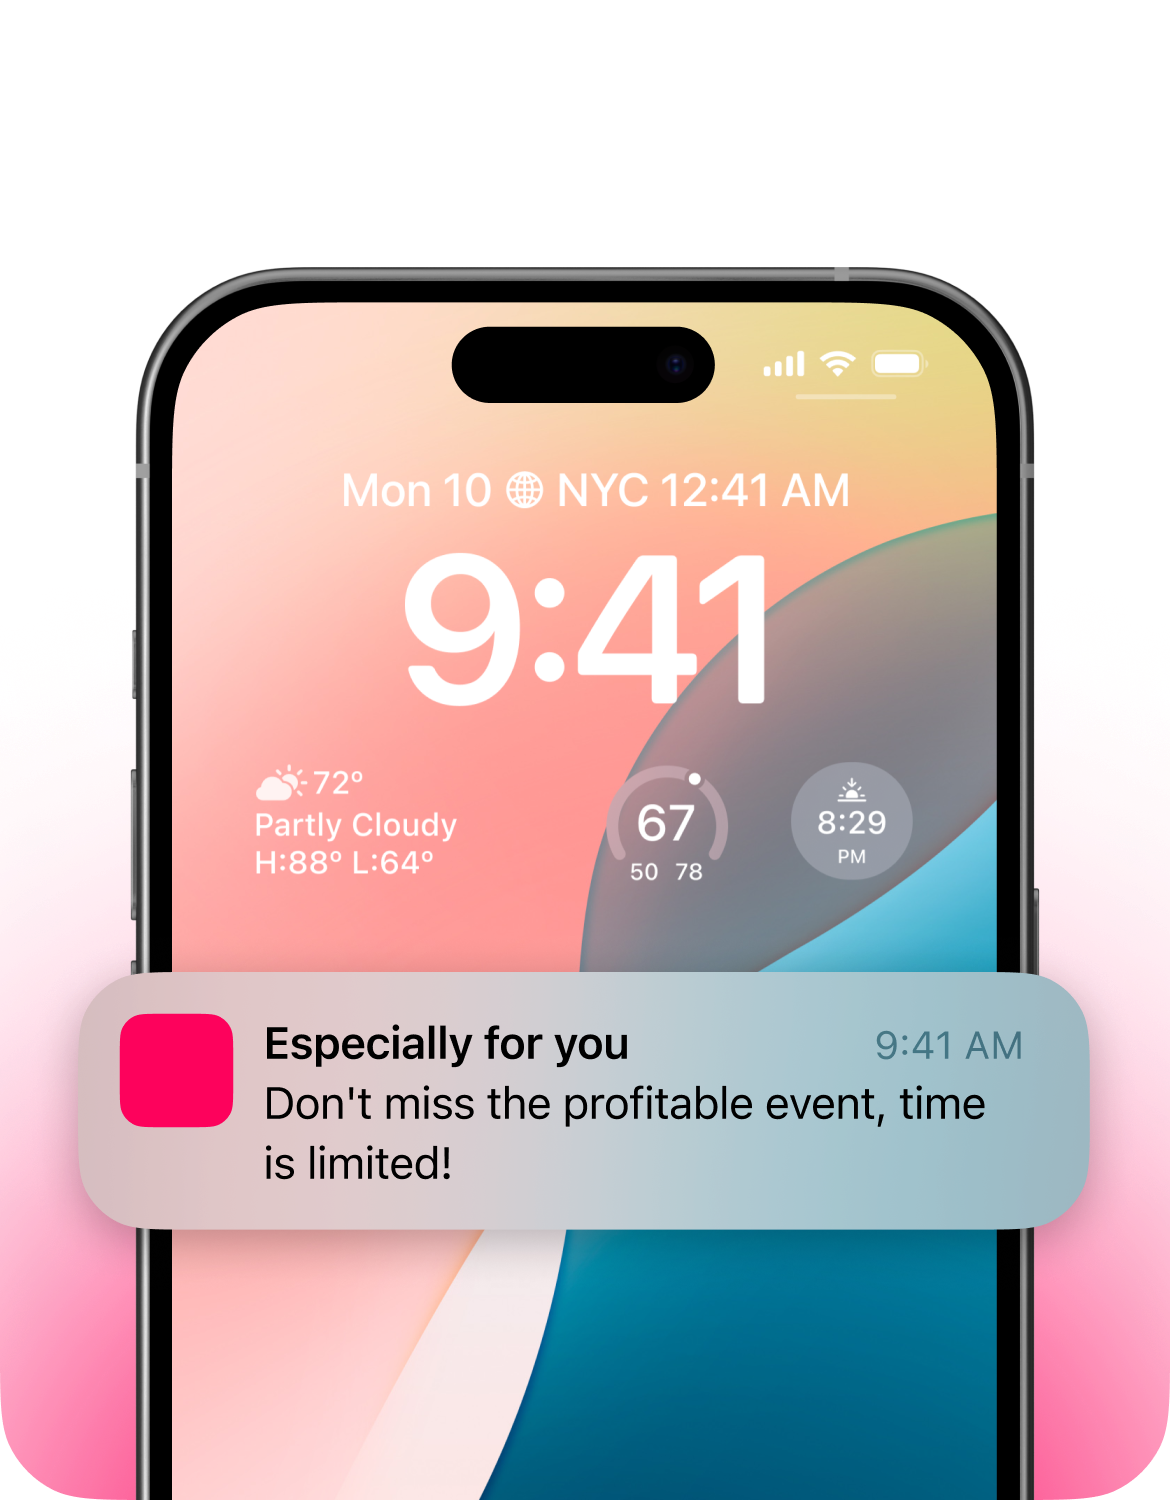 Mon 10 NYC 12:41 AM
9:41
72°
Partly Cloudy
H:88° L:64°
67
50 78
8:29
PM
Especially for you 9:41 AM
Don't miss the profitable event, time
is limited!